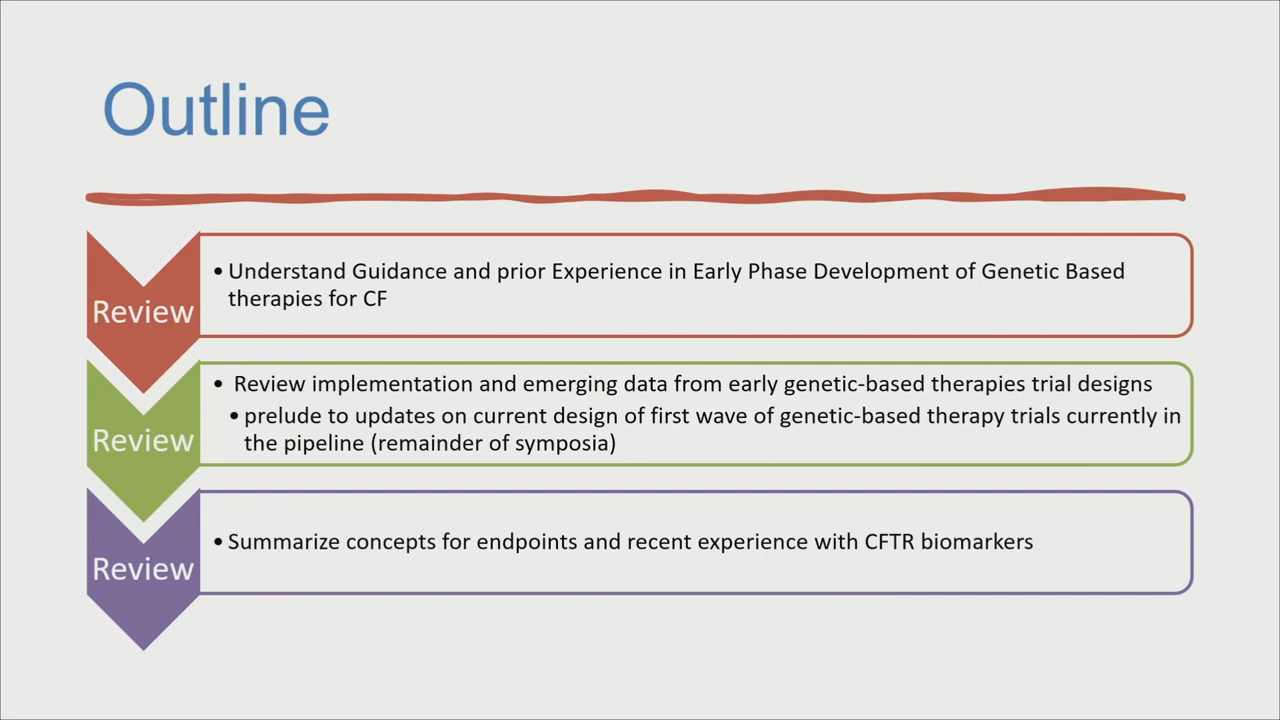 Outline
Review
• Understand Guidance and prior Experience in Early Phase Development of Genetic Based
therapies for CF
Review
• Review implementation and emerging data from early genetic-based therapies trial designs
• prelude to updates on current design of first wave of genetic-based therapy trials currently in
the pipeline (remainder of symposia)
Review
• Summarize concepts for endpoints and recent experience with CFTR biomarkers